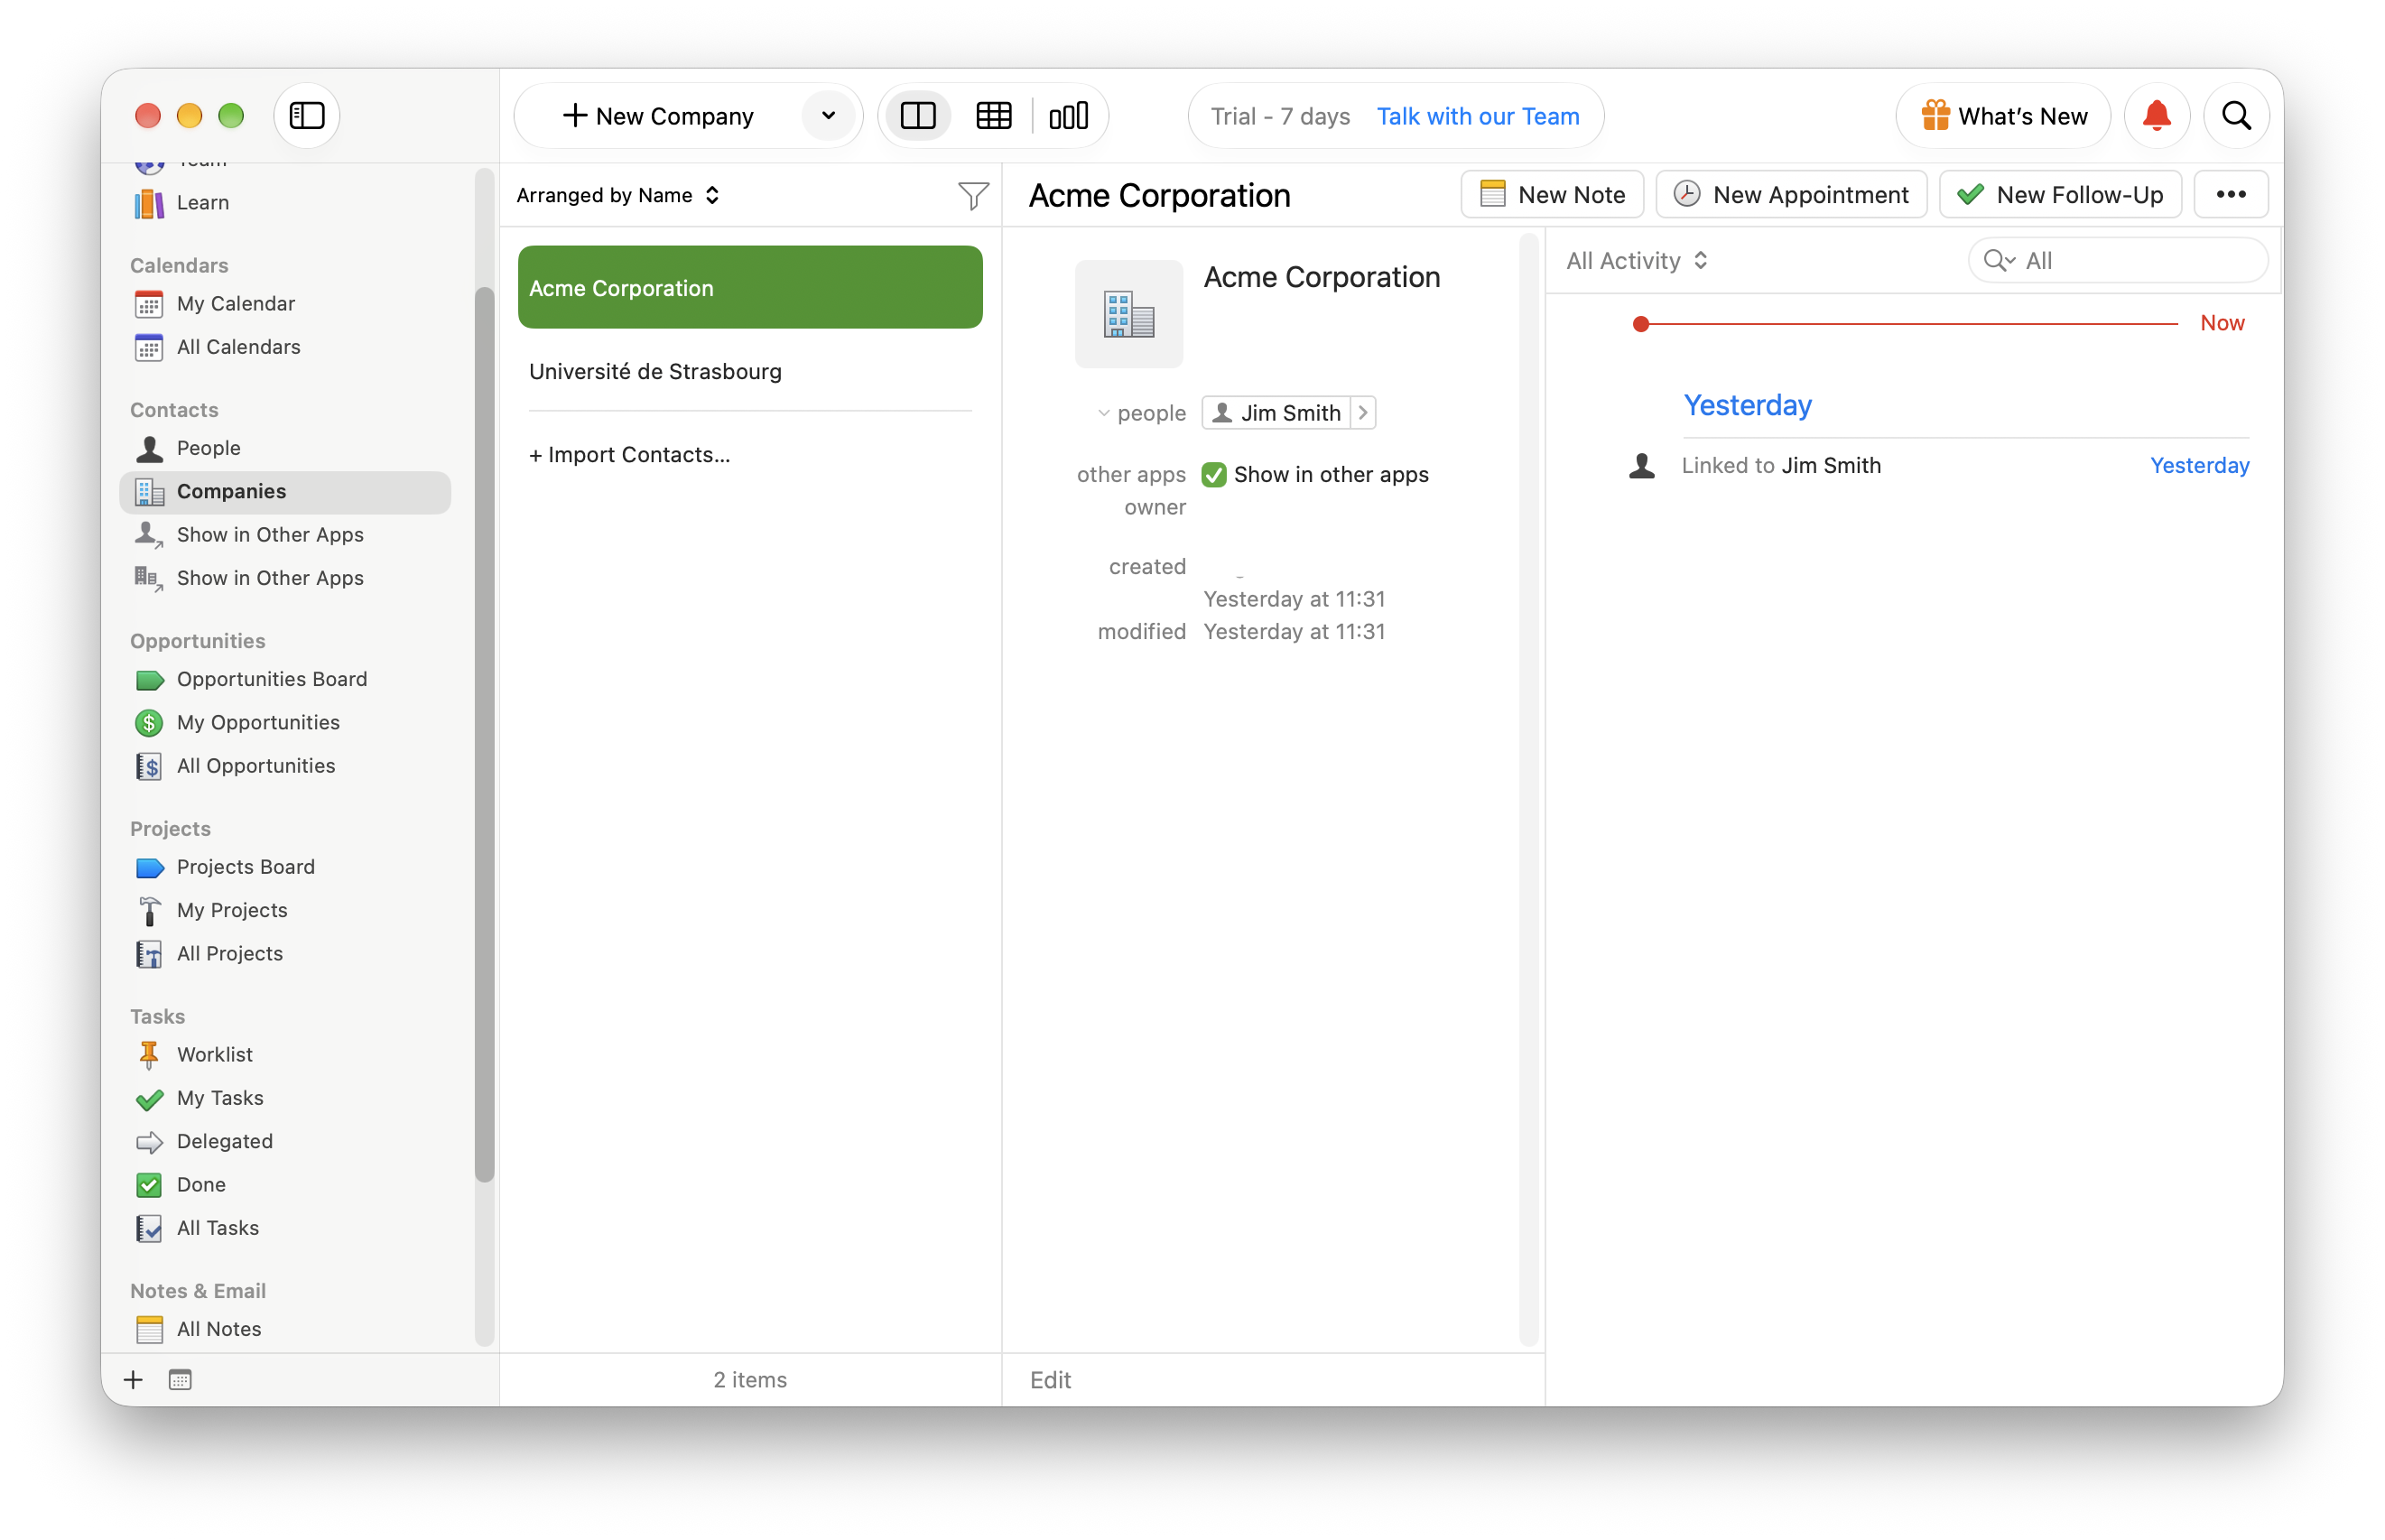 New Company
Trial - 7 days Talk with our Team
What's New
Learn
Calendars
My Calendar
All Calendars
Contacts
People
Companies
Show in Other Apps
Show in Other Apps
Opportunities
Opportunities Board
My Opportunities
All Opportunities
Projects
Projects Board
My Projects
All Projects
Tasks
Worklist
My Tasks
Delegated
Done
All Tasks
Notes & Email
All Notes
Arranged by Name
Acme Corporation
Université de Strasbourg
+ Import Contacts...
2 items
Acme Corporation
New Note
New Appointment
New Follow-Up
Acme Corporation
people Jim Smith
other apps Show in other apps
owner
created
Yesterday at 11:31
modified Yesterday at 11:31
Edit
All Activity
All
Now
Yesterday
Linked to Jim Smith Yesterday